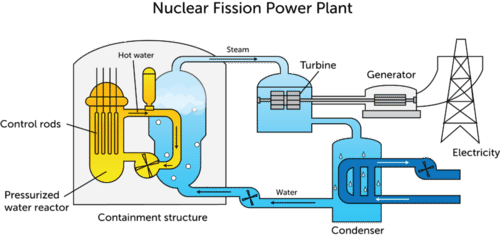 Nuclear Fission Power Plant
Hot water
Steam
Turbine
Generator
Control rods
Electricity
Pressurized
water reactor
Water
Containment structure
Condenser